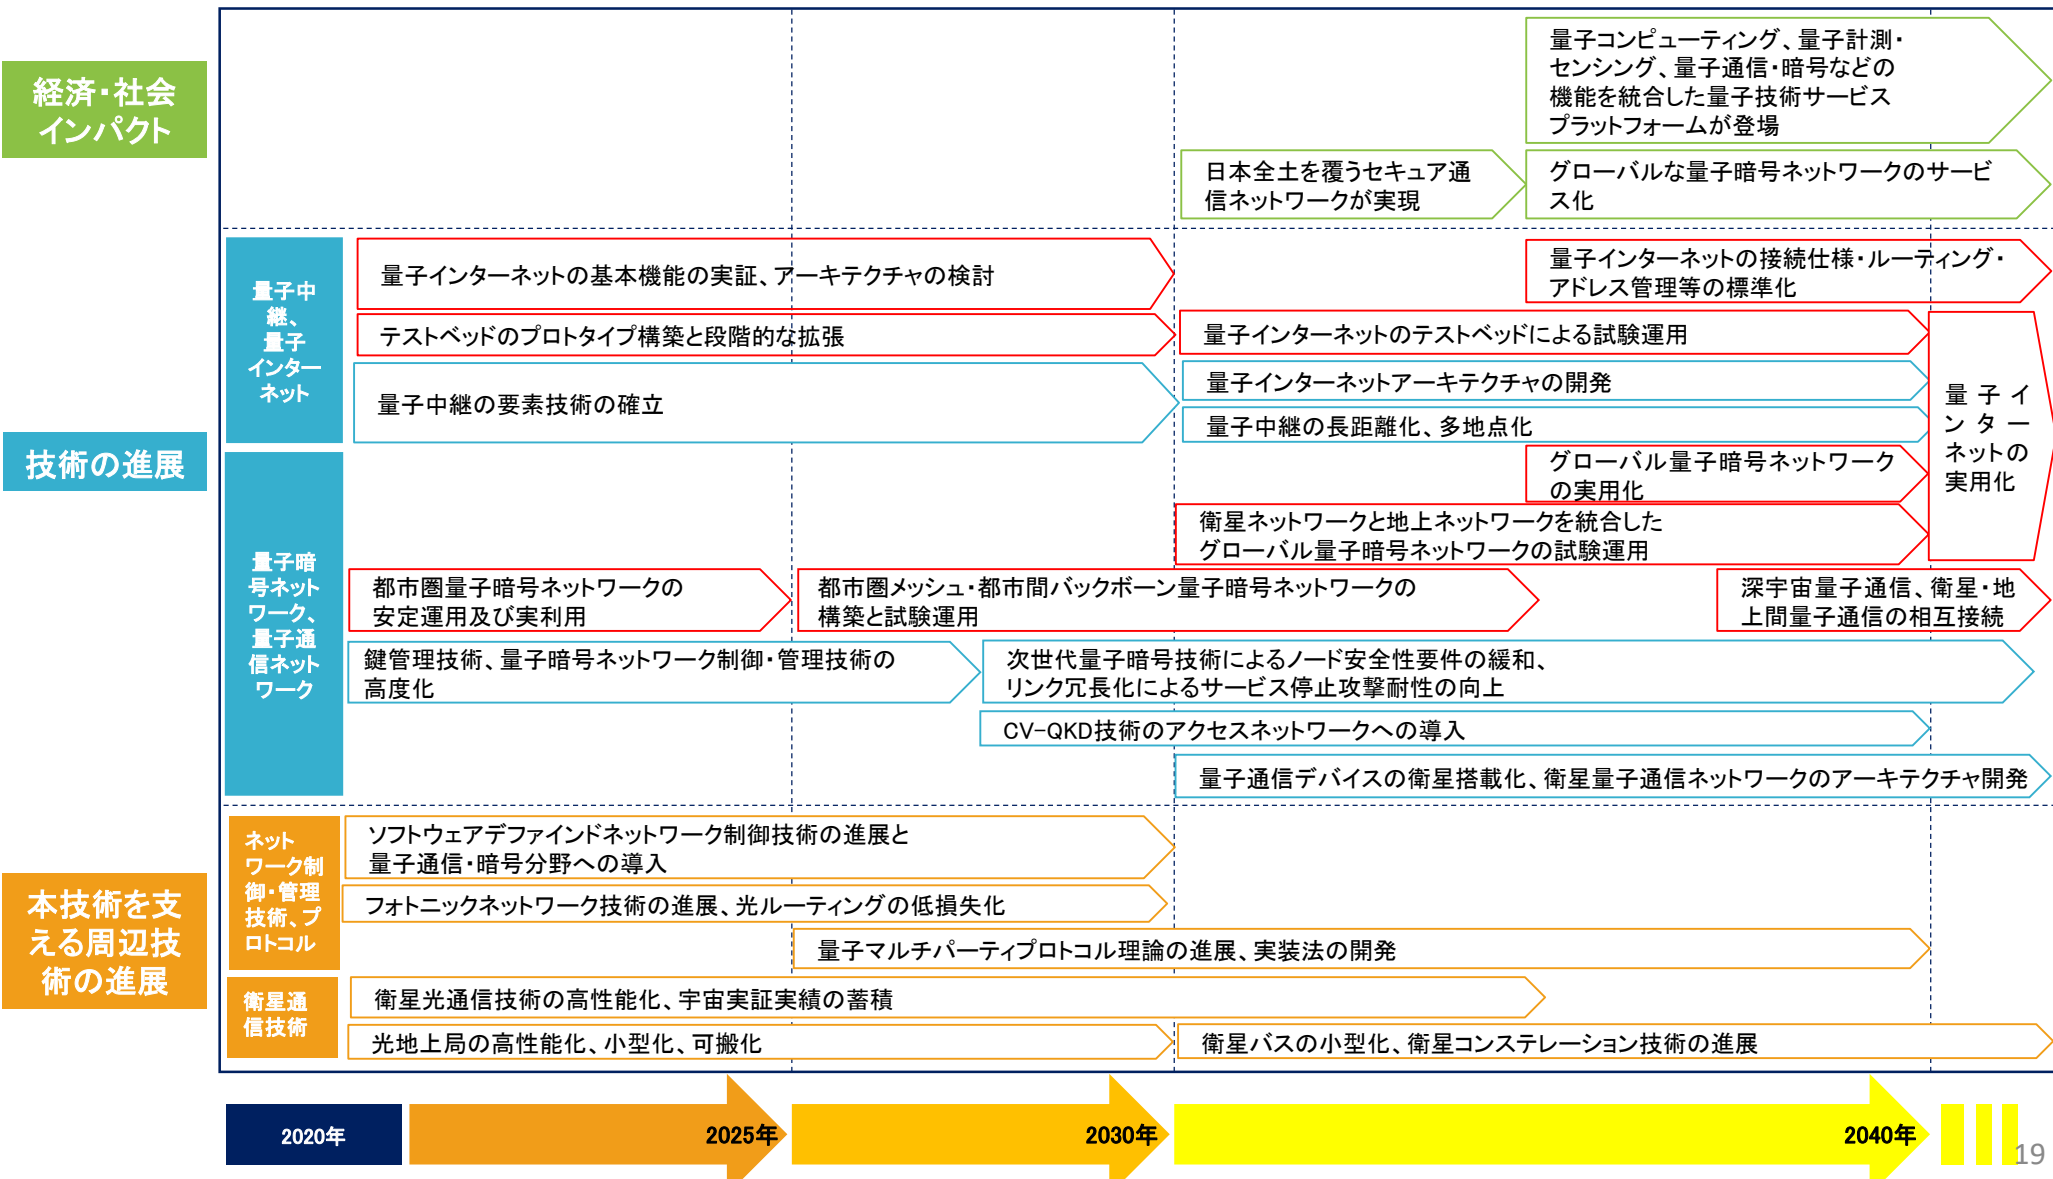 経済・社会
インパクト
量子コンピューティング、量子計測・
センシング、量子通信・暗号などの
機能を統合した量子技術サービス
プラットフォームが登場
日本全土を覆うセキュア通
信ネットワークが実現
グローバルな量子暗号ネットワークのサービ
ス化
技術の進展
量子中
継、
量子
インター
ネット
量子インターネットの基本機能の実証、アーキテクチャの検討
量子インターネットの接続仕様・ルーティング・
アドレス管理等の標準化
テストベッドのプロトタイプ構築と段階的な拡張
量子インターネットのテストベッドによる試験運用
量子中継の要素技術の確立
量子インターネットアーキテクチャの開発
量子中継の長距離化、多地点化
量子イ
ンター
ネットの
実用化
量子暗
号ネット
ワーク、
量子通
信ネット
ワーク
グローバル量子暗号ネットワーク
の実用化
衛星ネットワークと地上ネットワークを統合した
グローバル量子暗号ネットワークの試験運用
都市圏量子暗号ネットワークの
安定運用及び実利用
都市圏メッシュ・都市間バックボーン量子暗号ネットワークの
構築と試験運用
深宇宙量子通信、衛星・地
上間量子通信の相互接続
鍵管理技術、量子暗号ネットワーク制御・管理技術の
高度化
次世代量子暗号技術によるノード安全性要件の緩和、
リンク冗長化によるサービス停止攻撃耐性の向上
CV-QKD技術のアクセスネットワークへの導入
量子通信デバイスの衛星搭載化、衛星量子通信ネットワークのアーキテクチャ開発
本技術を支
える周辺技
術の進展
ネット
ワーク制
御・管理
技術、プ
ロトコル
ソフトウェアデファインドネットワーク制御技術の進展と
量子通信・暗号分野への導入
フォトニックネットワーク技術の進展、光ルーティングの低損失化
量子マルチパーティプロトコル理論の進展、実装法の開発
衛星通
信技術
衛星光通信技術の高性能化、宇宙実証実績の蓄積
光地上局の高性能化、小型化、可搬化
衛星バスの小型化、衛星コンステレーション技術の進展
2020年
2025年
2030年
2040年
19